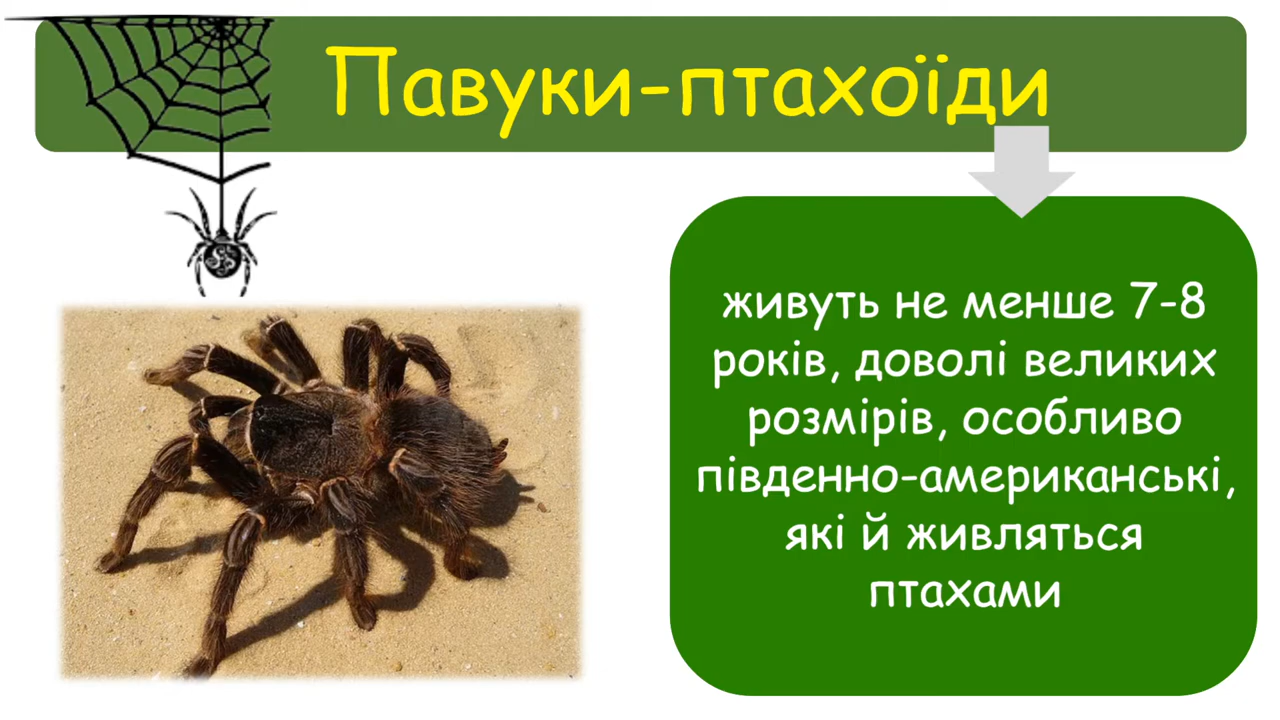 Павуки-птахоїди
живуть не менше 7-8
років, доволі великих
розмірів, особливо
південно-американські,
які й живляться
птахами